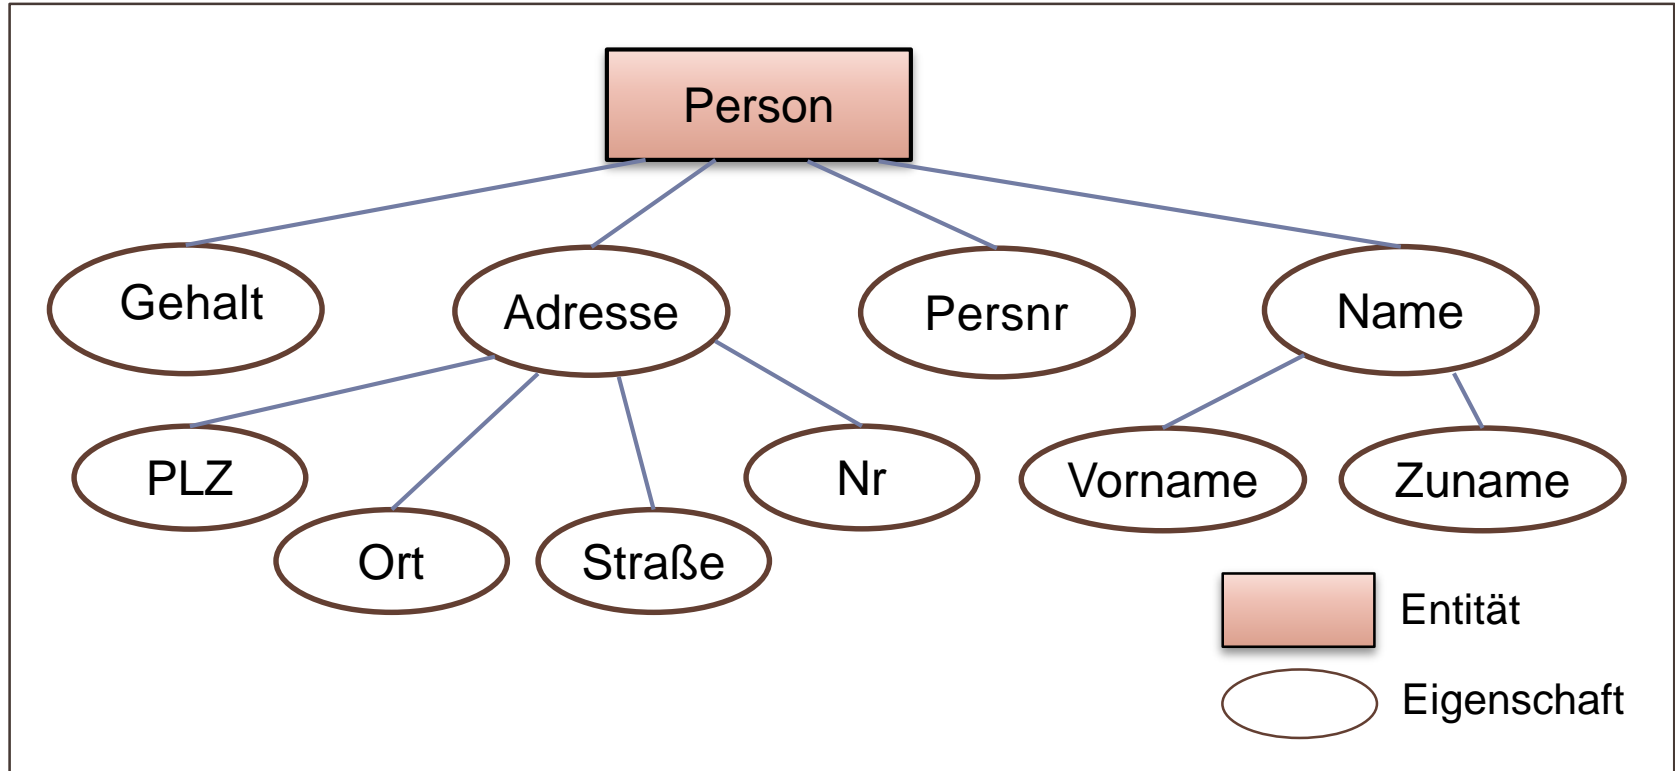 Person
Gehalt
Adresse
Persnr
Name
PLZ
Ort
Straße
Nr
Vorname
Zuname
Entität
Eigenschaft